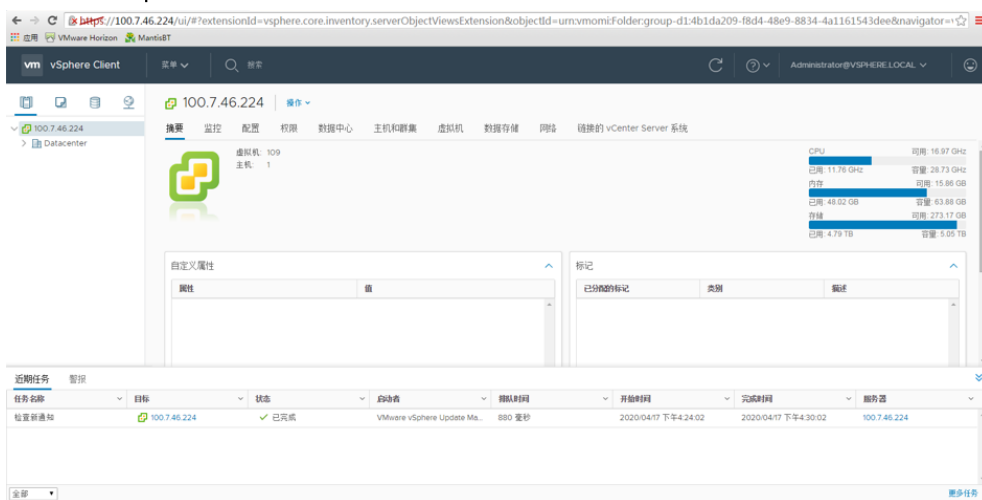 https://100.7.46.224/ui/#?extensionId=vsphere.core.inventory.serverObjectViewsExtension&objectId=urn:vmomi:Folder:group-d1:4b1da209-f8d4-48e9-8834-4a1161543dee&navigator=
应用 VMware Horizon MantisBT
vm vSphere Client 菜单 搜索 Administrator@VSPHERE.LOCAL
100.7.46.224 操作
100.7.46.224
Datacenter
摘要 监控 配置 权限 数据中心 主机和群集 虚拟机 数据存储 网络 链接的 vCenter Server 系统
虚拟机: 109
主机: 1
CPU 可用: 16.97 GHz
已用: 11.76 GHz 容量: 28.73 GHz
内存 可用: 15.86 GB
已用: 48.02 GB 容量: 63.88 GB
存储 可用: 273.17 GB
已用: 4.79 TB 容量: 5.05 TB
自定义属性 标记
属性 值 已分配的标记 类别 描述
近期任务 警报
任务名称 目标 状态 启动者 排队时间 开始时间 完成时间 服务器
检查新通知 100.7.46.224 已完成 VMware vSphere Update Ma... 880 毫秒 2020/04/17 下午4:24:02 2020/04/17 下午4:30:02 100.7.46.224
全部 更多任务